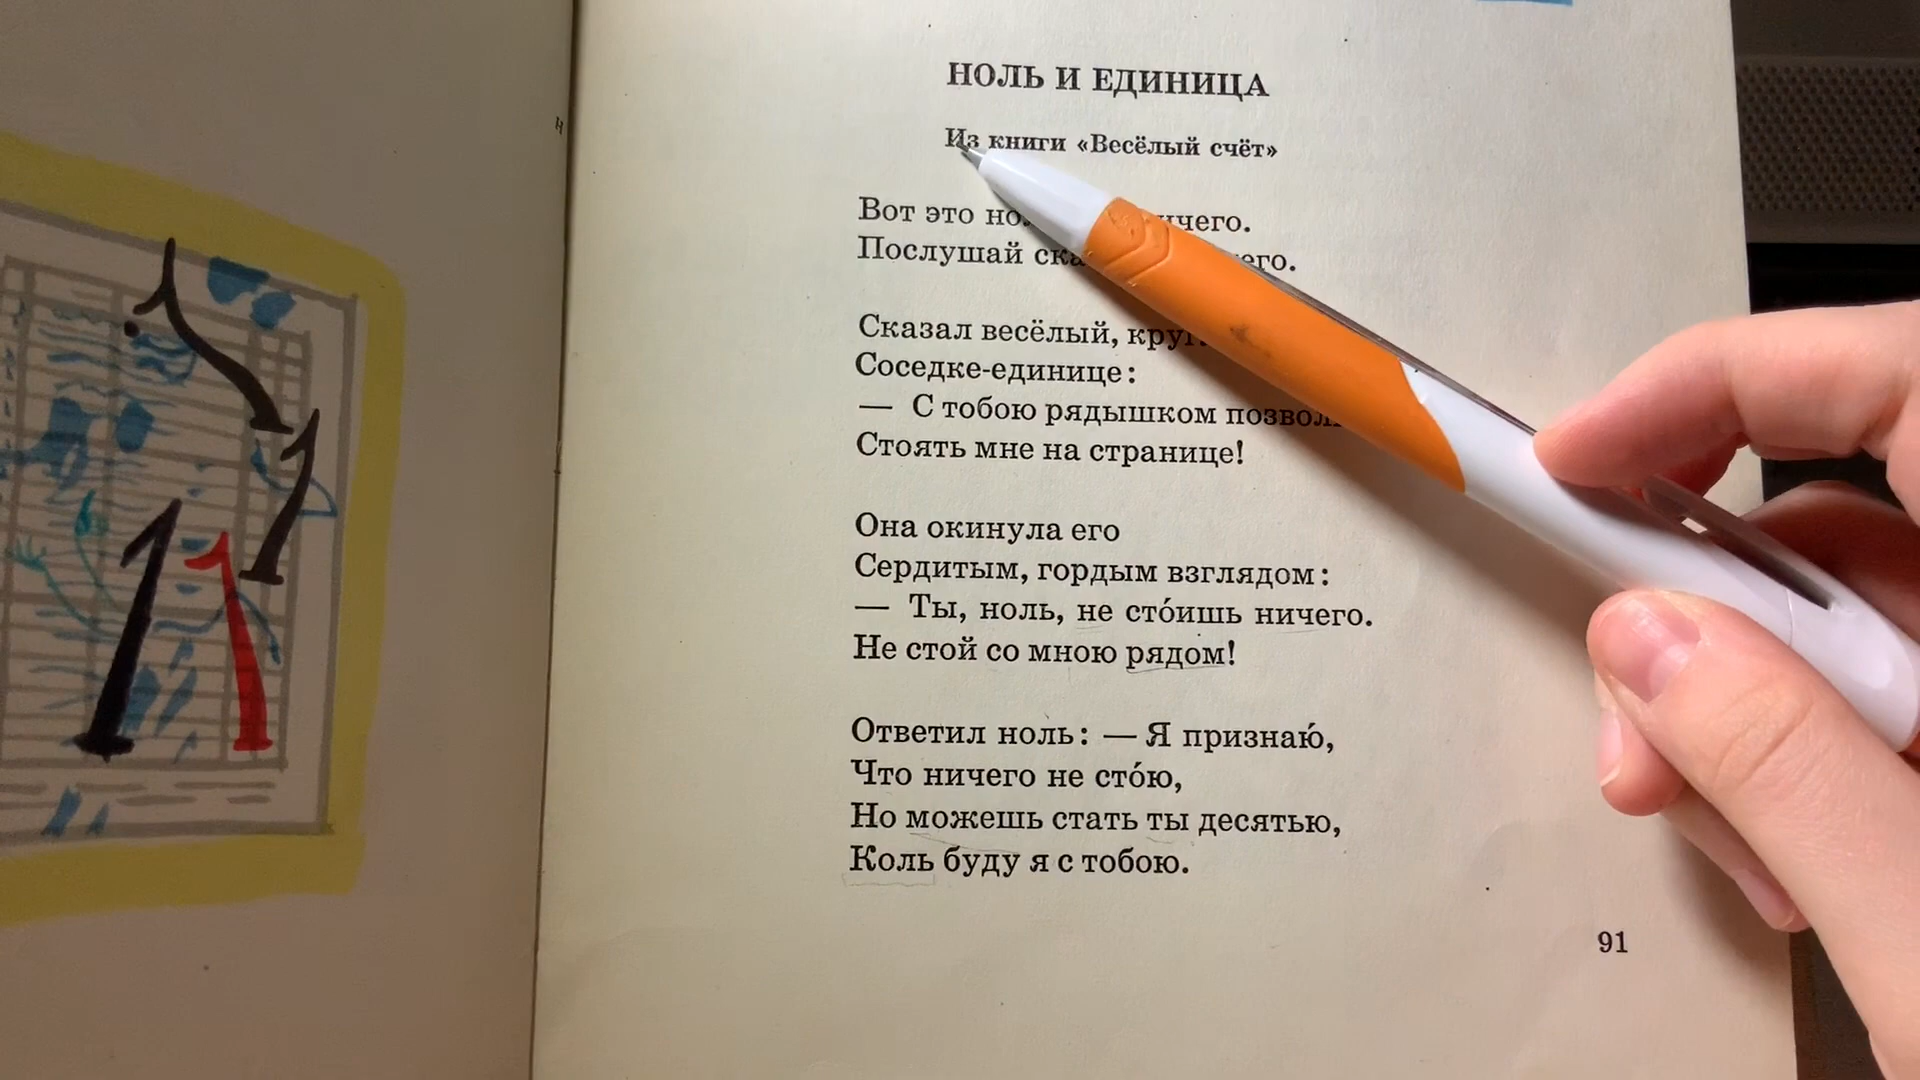 НОЛЬ И ЕДИНИЦА
Из книги «Весёлый счёт»
Вот это
Послушай
Сказал весёлый,
Соседке-единице:
— С тобою рядышком
Стоять мне на странице!
Она окинула его
Сердитым, гордым взглядом:
— Ты, ноль, не сто́ишь ничего.
Не стой со мною рядом!
Ответил ноль: — Я признаю́,
Что ничего не сто́ю,
Но можешь стать ты десятью,
Коль буду я с тобою.
91